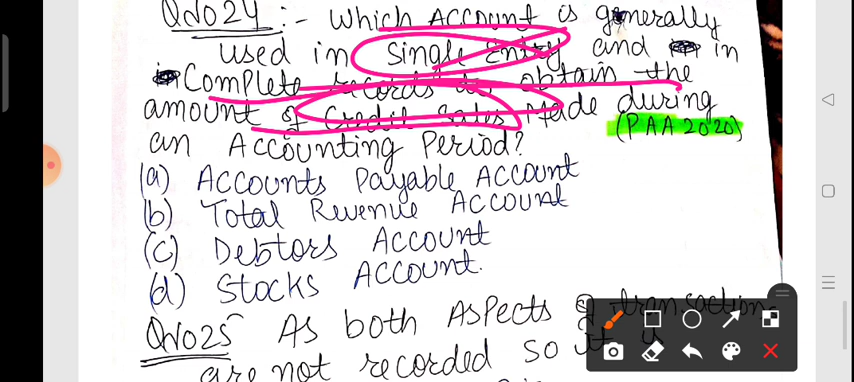 QNO24 :- Which Account is generally
used in Single Entry and in
inComplete records to obtain the
amount of Credit Sales Made during
an Accounting Period? (PAA 2020)
(a) Accounts Payable Account
(b) Total Revenue Account
(c) Debtors Account
(d) Stocks Account.
QNO25 As both Aspects of transaction
are not recorded so it